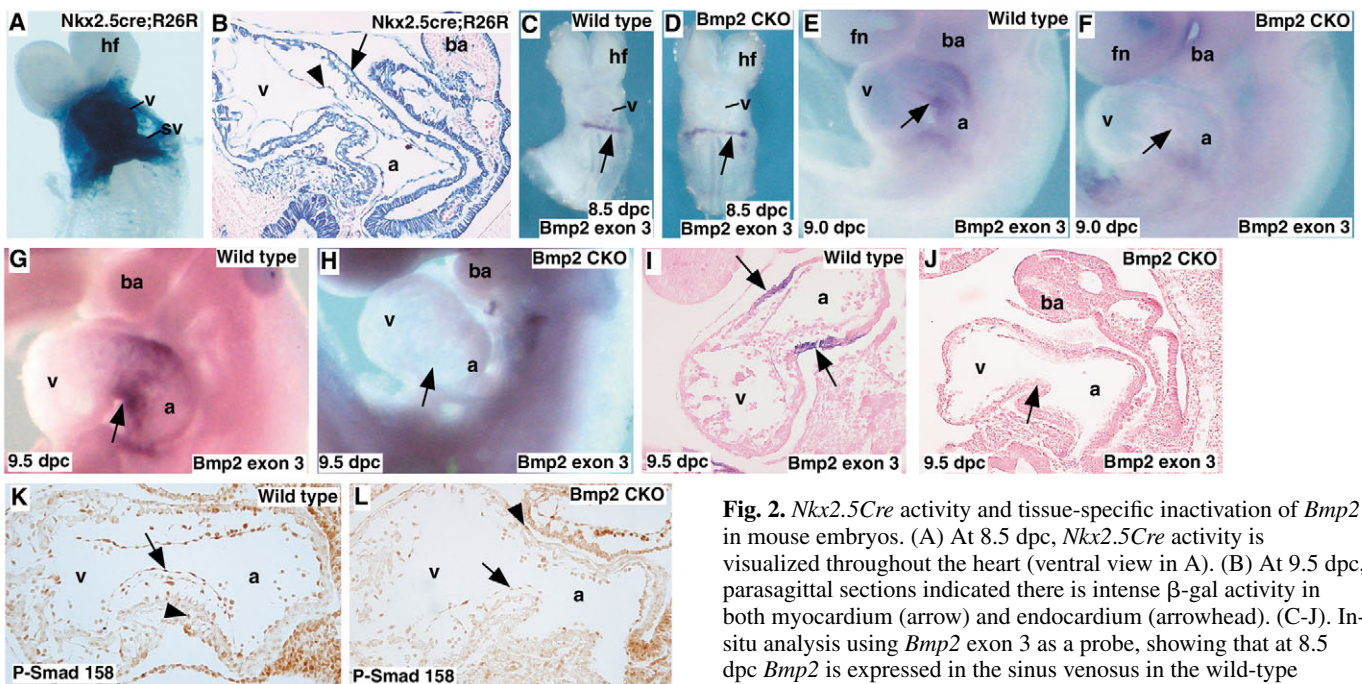 A
Nkx2.5cre;R26R
hf
v
sv
B
Nkx2.5cre;R26R
ba
v
a
C
Wild type
hf
v
8.5 dpc
Bmp2 exon 3
D
Bmp2 CKO
hf
v
8.5 dpc
Bmp2 exon 3
E
Wild type
fn
ba
v
a
9.0 dpc
Bmp2 exon 3
F
Bmp2 CKO
fn
ba
v
a
9.0 dpc
Bmp2 exon 3
G
Wild type
ba
v
a
9.5 dpc
Bmp2 exon 3
H
Bmp2 CKO
ba
v
a
9.5 dpc
Bmp2 exon 3
I
Wild type
a
v
9.5 dpc
Bmp2 exon 3
J
Bmp2 CKO
ba
v
a
9.5 dpc
Bmp2 exon 3
K
Wild type
v
a
P-Smad 158
L
Bmp2 CKO
v
a
P-Smad 158
Fig. 2. Nkx2.5Cre activity and tissue-specific inactivation of Bmp2
in mouse embryos. (A) At 8.5 dpc, Nkx2.5Cre activity is
visualized throughout the heart (ventral view in A). (B) At 9.5 dpc,
parasagittal sections indicated there is intense β-gal activity in
both myocardium (arrow) and endocardium (arrowhead). (C-J). In-
situ analysis using Bmp2 exon 3 as a probe, showing that at 8.5
dpc Bmp2 is expressed in the sinus venosus in the wild-type